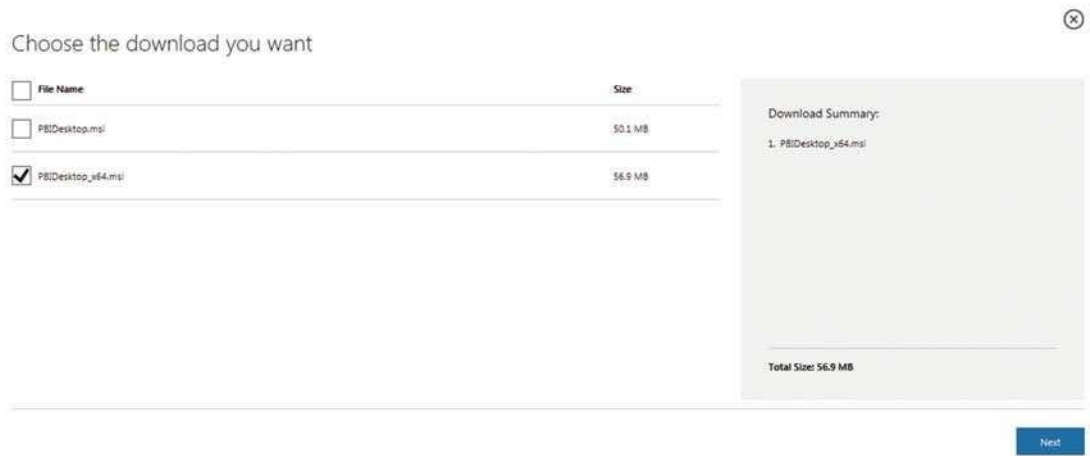 Choose the download you want
File Name Size
PBIDesktop.msi 50.1 MB
PBIDesktop_x64.msi 56.9 MB
Download Summary:
1. PBIDesktop_x64.msi
Total Size: 56.9 MB
Next